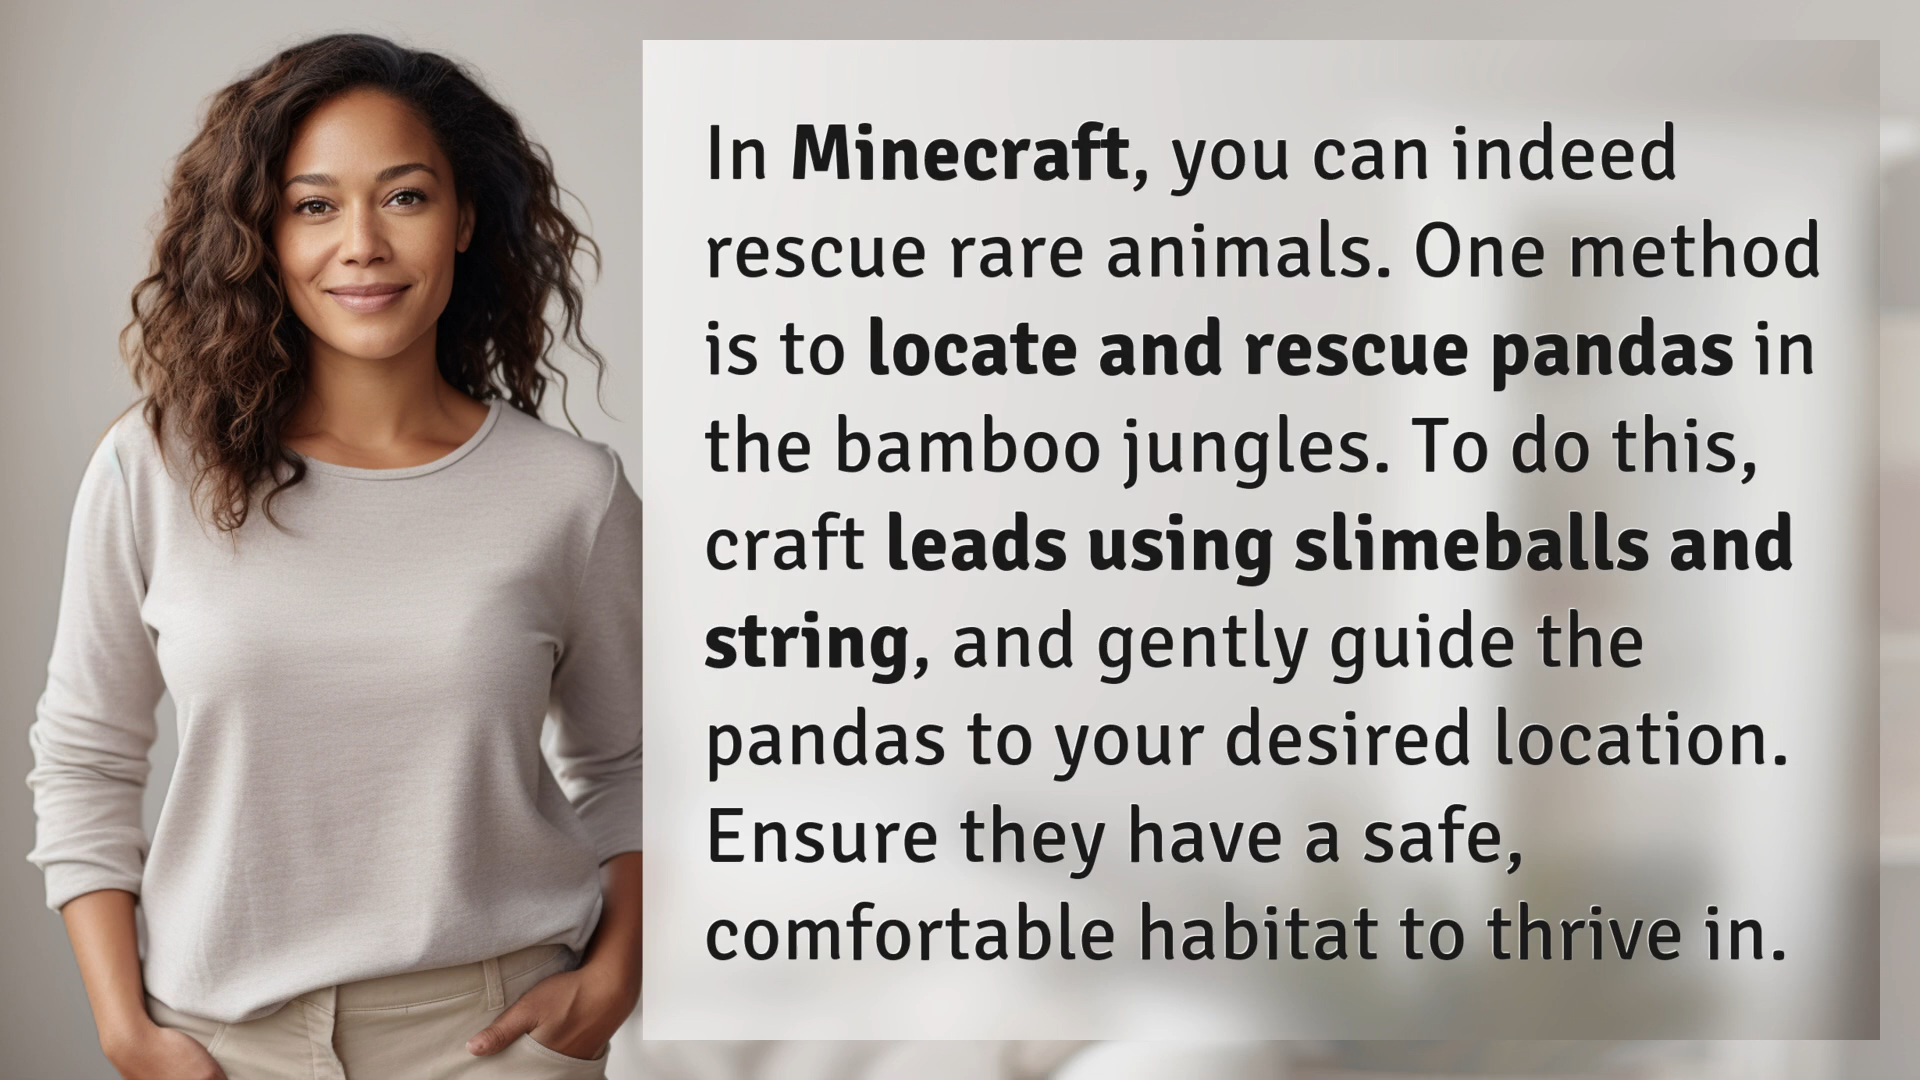 In Minecraft, you can indeed
rescue rare animals. One method
is to locate and rescue pandas in
the bamboo jungles. To do this,
craft leads using slimeballs and
string, and gently guide the
pandas to your desired location.
Ensure they have a safe,
comfortable habitat to thrive in.